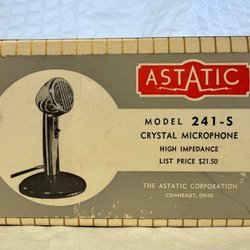 ASTATIC
MODEL 241-S
CRYSTAL MICROPHONE
HIGH IMPEDANCE
LIST PRICE $21.50
THE ASTATIC CORPORATION
CONNEAUT, OHIO